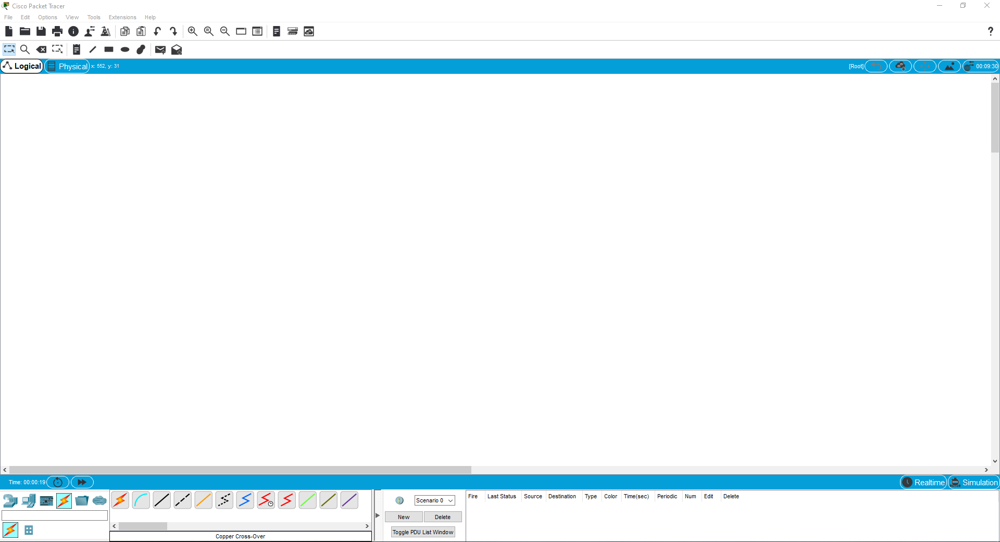 Cisco Packet Tracer
File Edit Options View Tools Extensions Help
?
Logical Physical x: 552, y: 31 [Root] 00:09:30
Time: 00:00:19 Realtime Simulation
Fire Last Status Source Destination Type Color Time(sec) Periodic Num Edit Delete
Scenario 0
New Delete
Toggle PDU List Window
Copper Cross-Over